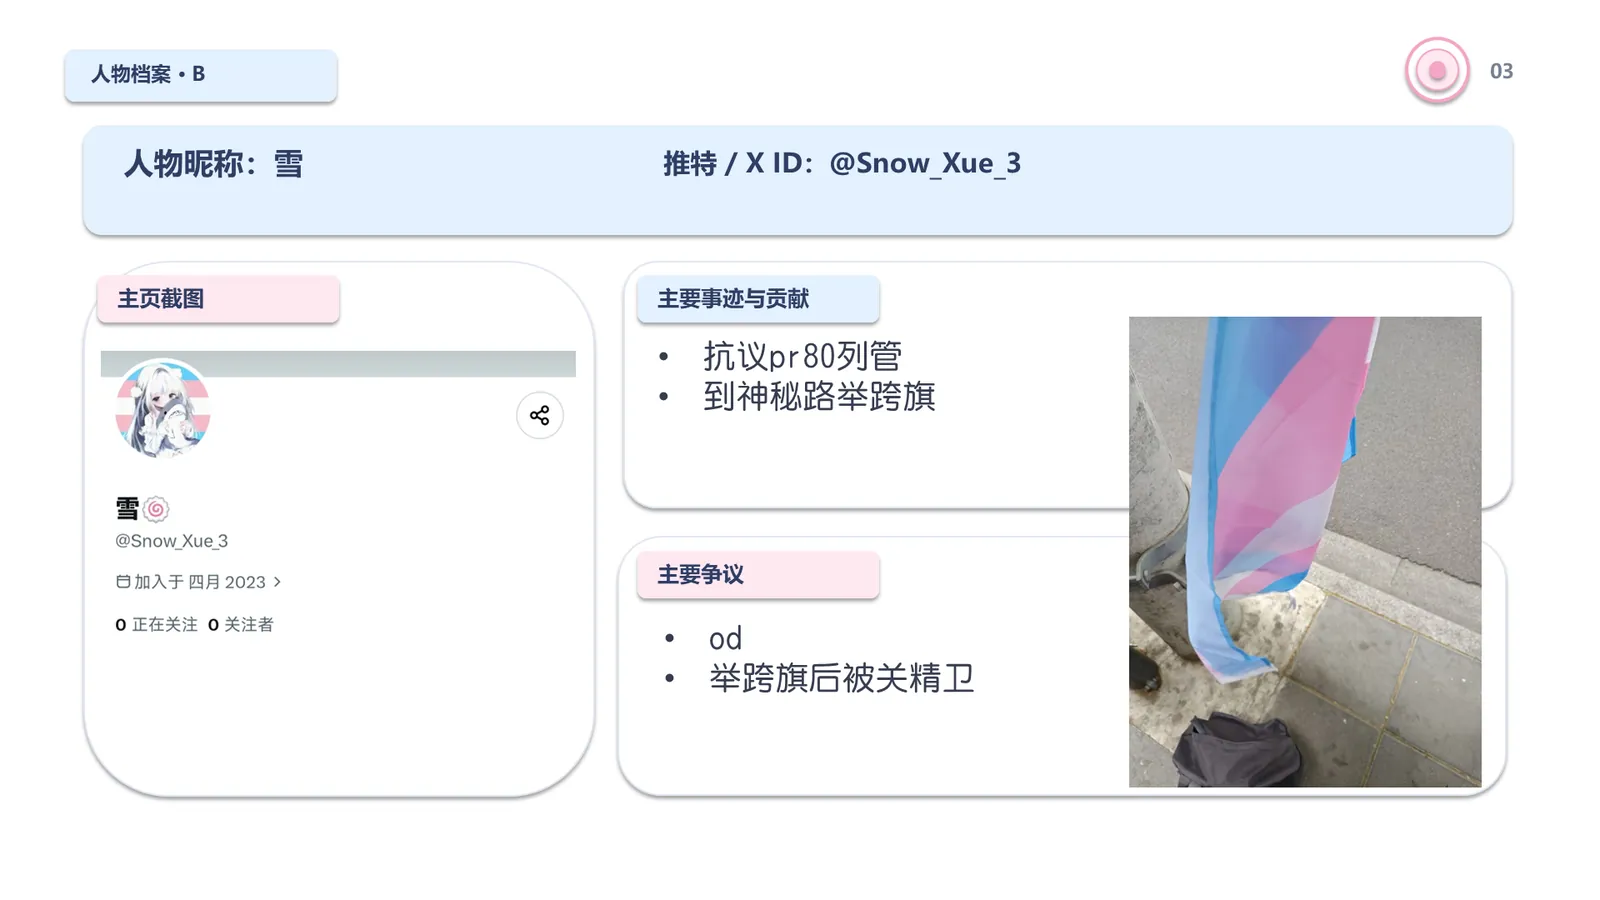 人物档案 • B
03
人物昵称：雪
推特 / X ID：@Snow_Xue_3
主页截图
雪🍥
@Snow_Xue_3
加入于 四月 2023 >
0 正在关注 0 关注者
主要事迹与贡献
• 抗议pr80列管
• 到神秘路举跨旗
主要争议
• od
• 举跨旗后被关精卫